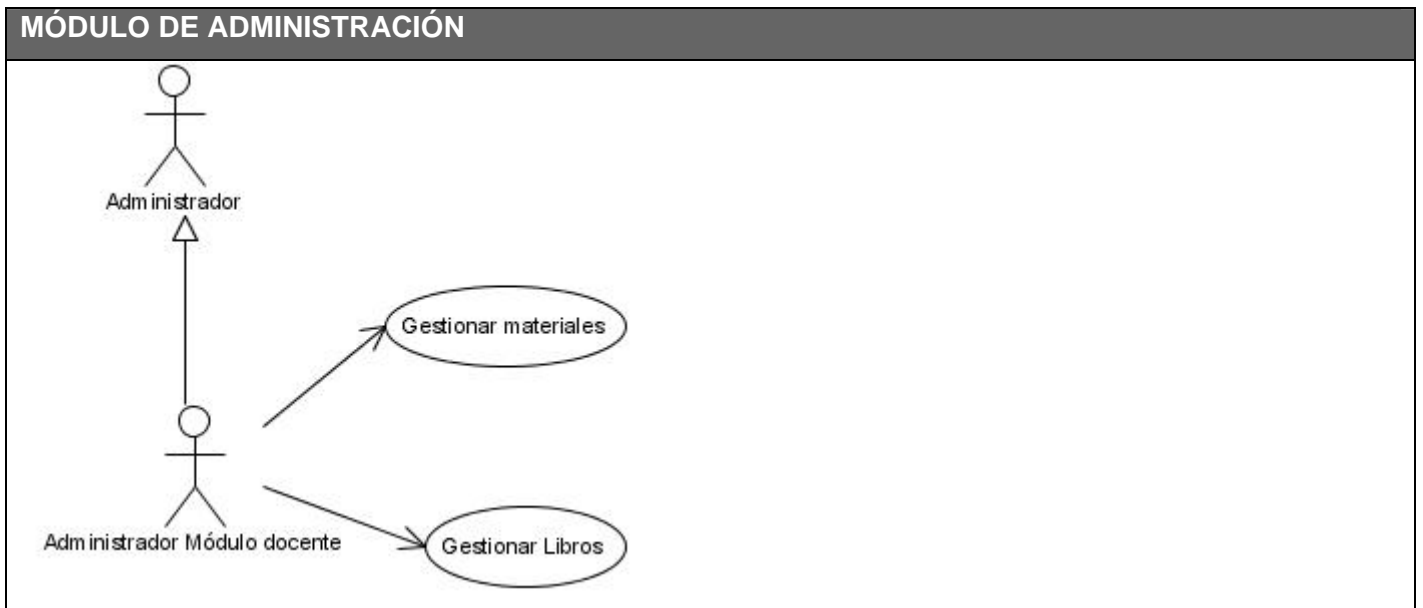 MÓDULO DE ADMINISTRACIÓN
Administrador
Gestionar materiales
Administrador Módulo docente
Gestionar Libros